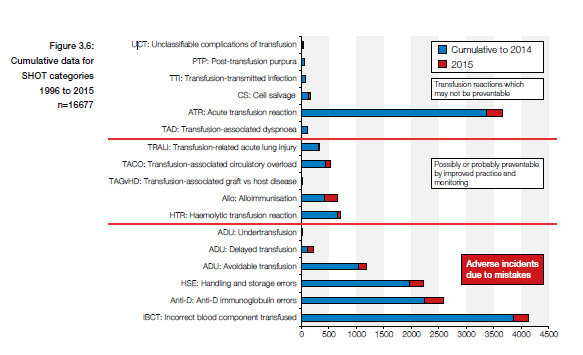 Figure 3.6:
Cumulative data for
SHOT categories
1996 to 2015
n=16677
UCT: Unclassifiable complications of transfusion
PTP: Post-transfusion purpura
TTI: Transfusion-transmitted infection
CS: Cell salvage
ATR: Acute transfusion reaction
TAD: Transfusion-associated dyspnoea
TRALI: Transfusion-related acute lung injury
TACO: Transfusion-associated circulatory overload
TAGvHD: Transfusion-associated graft vs host disease
Allo: Alloimmunisation
HTR: Haemolytic transfusion reaction
ADU: Undertransfusion
ADU: Delayed transfusion
ADU: Avoidable transfusion
HSE: Handling and storage errors
Anti-D: Anti-D immunoglobulin errors
IBCT: Incorrect blood component transfused
Cumulative to 2014
2015
Transfusion reactions which
may not be preventable
Possibly or probably preventable
by improved practice and
monitoring
Adverse incidents
due to mistakes
0 500 1000 1500 2000 2500 3000 3500 4000 4500